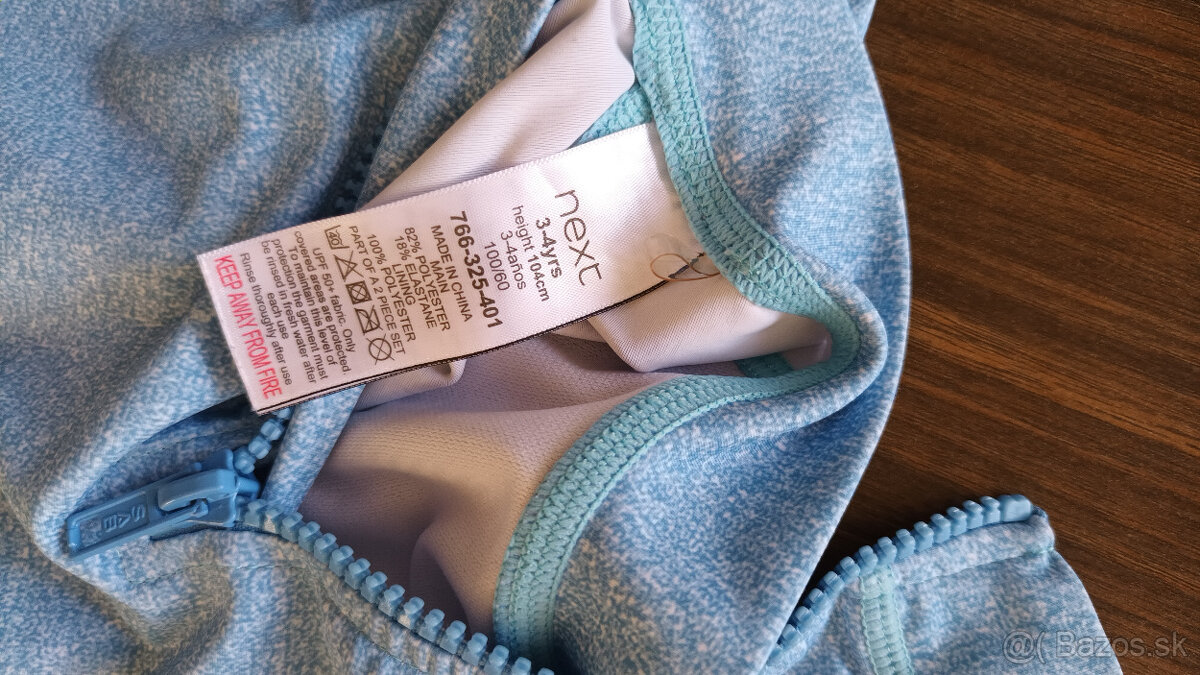 next
3-4yrs
height 104cm
3-4años
100/60
766-325-401
MADE IN CHINA
MAIN
82% POLYESTER
18% ELASTANE
LINING
100% POLYESTER
PART OF A 2 PIECE SET
40
UPF 50+ fabric. Only
covered areas are protected.
To maintain this level of
protection the garment must
be rinsed in fresh water after
each use
Rinse thoroughly after use
KEEP AWAY FROM FIRE
SAB
@( Bazos.sk